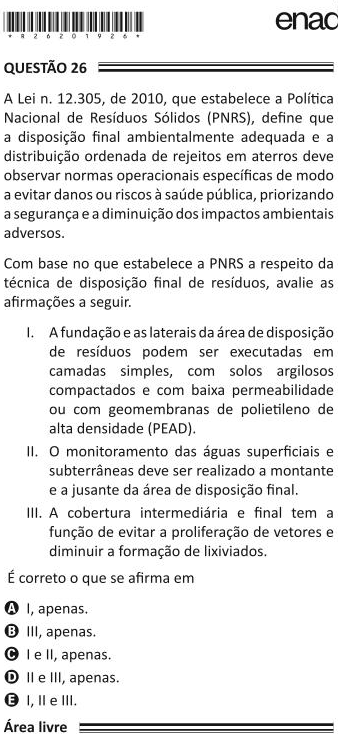 enad
* R 2 6 2 0 1 9 2 6 *
QUESTÃO 26
A Lei n. 12.305, de 2010, que estabelece a Política
Nacional de Resíduos Sólidos (PNRS), define que
a disposição final ambientalmente adequada e a
distribuição ordenada de rejeitos em aterros deve
observar normas operacionais específicas de modo
a evitar danos ou riscos à saúde pública, priorizando
a segurança e a diminuição dos impactos ambientais
adversos.
Com base no que estabelece a PNRS a respeito da
técnica de disposição final de resíduos, avalie as
afirmações a seguir.
I. A fundação e as laterais da área de disposição
de resíduos podem ser executadas em
camadas simples, com solos argilosos
compactados e com baixa permeabilidade
ou com geomembranas de polietileno de
alta densidade (PEAD).
II. O monitoramento das águas superficiais e
subterrâneas deve ser realizado a montante
e a jusante da área de disposição final.
III. A cobertura intermediária e final tem a
função de evitar a proliferação de vetores e
diminuir a formação de lixiviados.
É correto o que se afirma em
A I, apenas.
B III, apenas.
C I e II, apenas.
D II e III, apenas.
E I, II e III.
Área livre